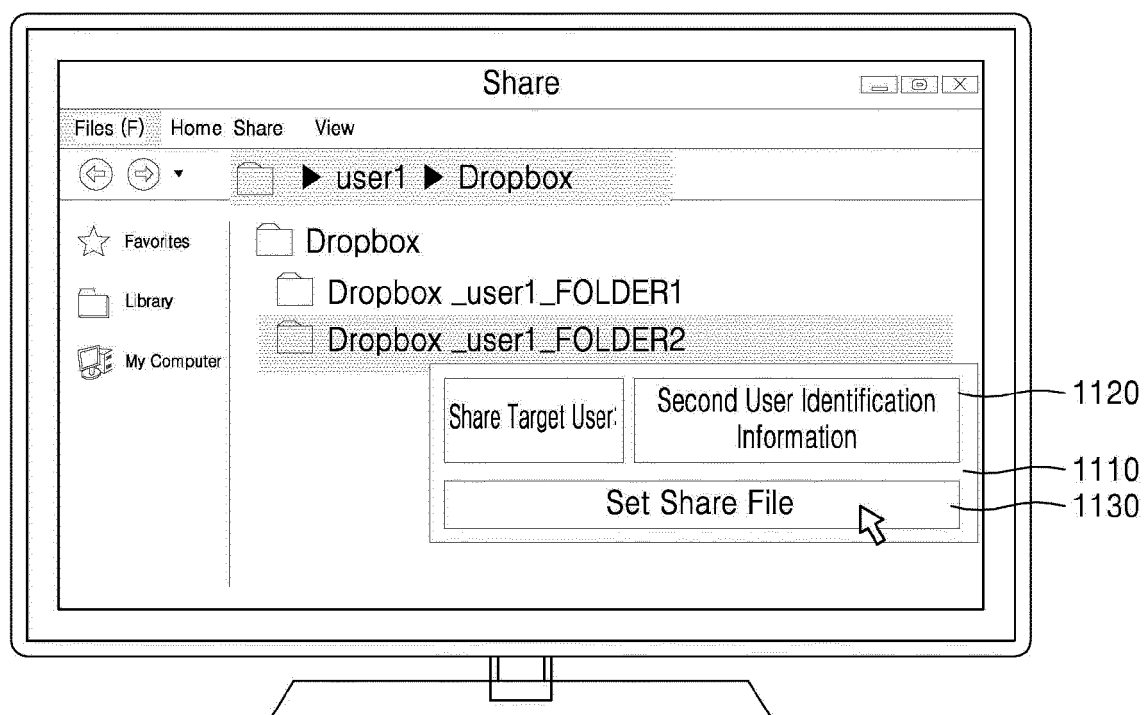 Share
Files (F) Home Share View
▶ user1 ▶ Dropbox
Favorites
Dropbox
Library
Dropbox _user1_FOLDER1
Dropbox _user1_FOLDER2
My Computer
Share Target User:
Second User Identification
Information
1120
1110
Set Share File
1130